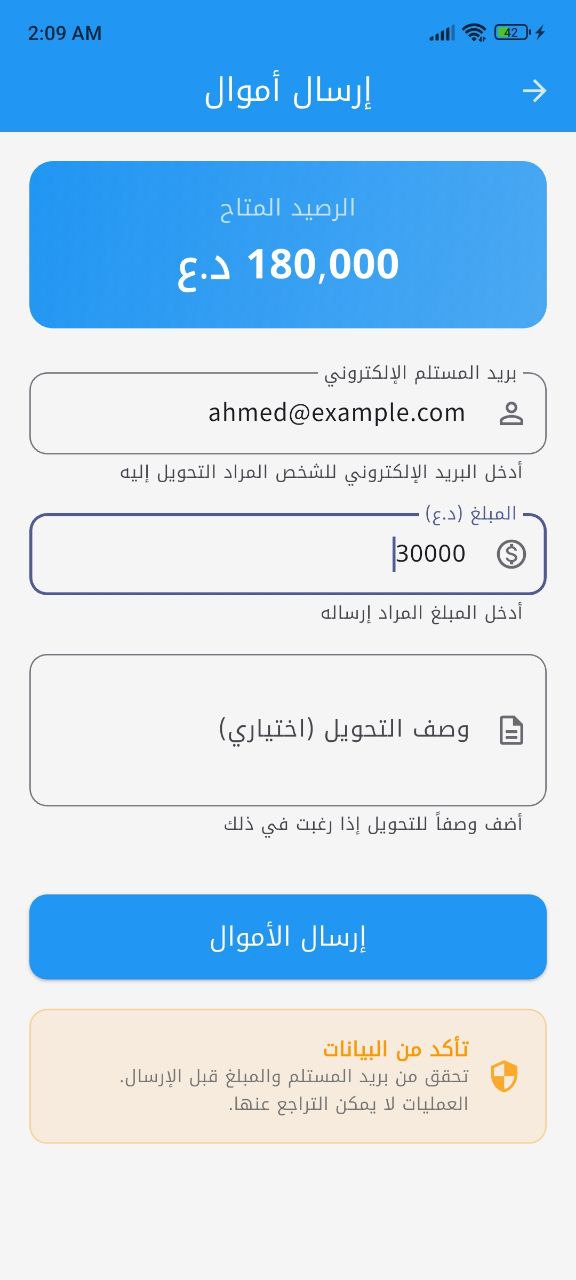 2:09 AM
42
إرسال أموال
الرصيد المتاح
180,000 د.ع
بريد المستلم الإلكتروني
ahmed@example.com
أدخل البريد الإلكتروني للشخص المراد التحويل إليه
المبلغ (د.ع)
30000
أدخل المبلغ المراد إرساله
وصف التحويل (اختياري)
أضف وصفاً للتحويل إذا رغبت في ذلك
إرسال الأموال
تأكد من البيانات
تحقق من بريد المستلم والمبلغ قبل الإرسال.
العمليات لا يمكن التراجع عنها.